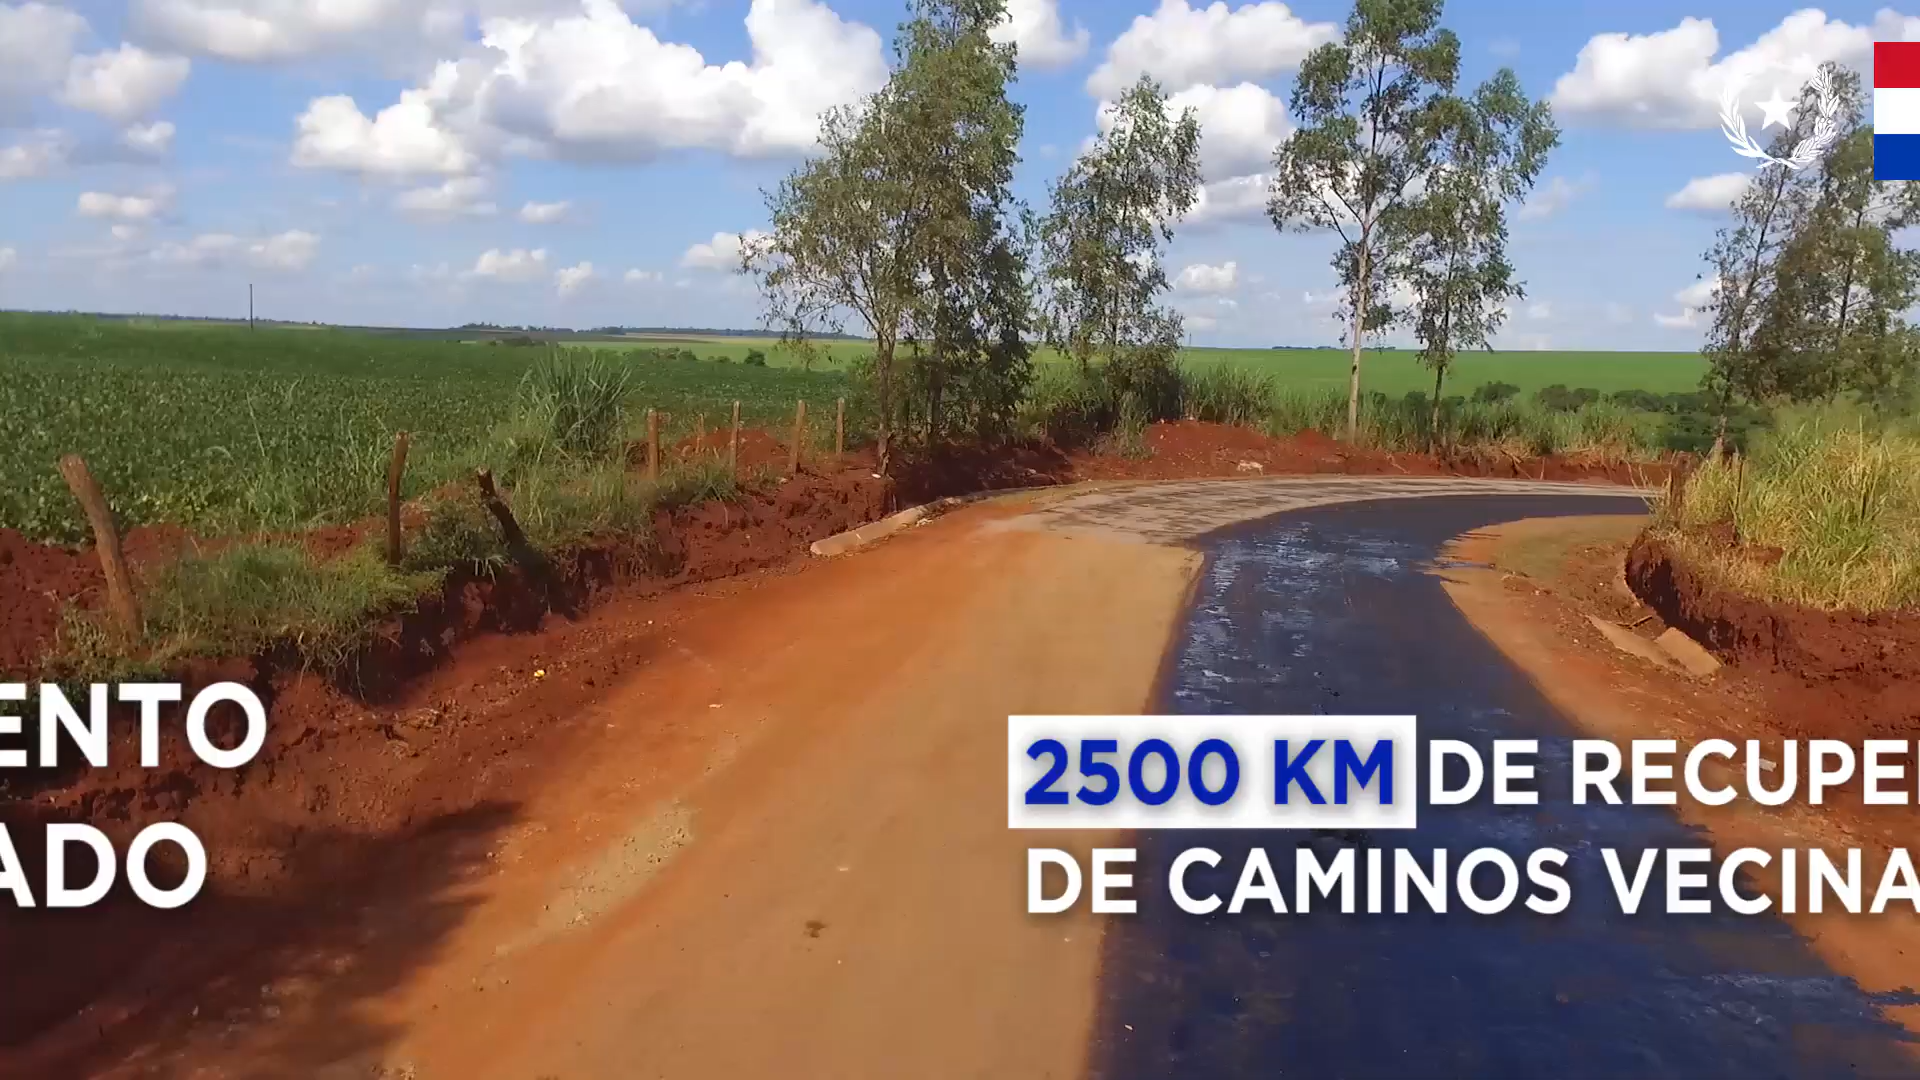 ENTO
ADO
2500 KM DE RECUPE
DE CAMINOS VECINA